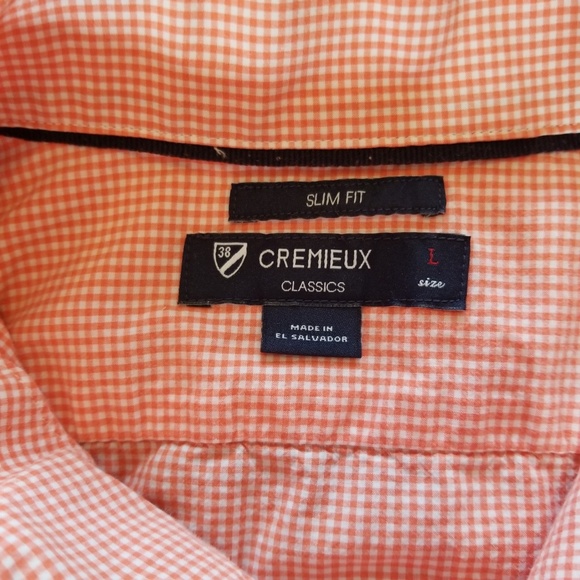 SLIM FIT
38 CREMIEUX L
CLASSICS size
MADE IN
EL SALVADOR